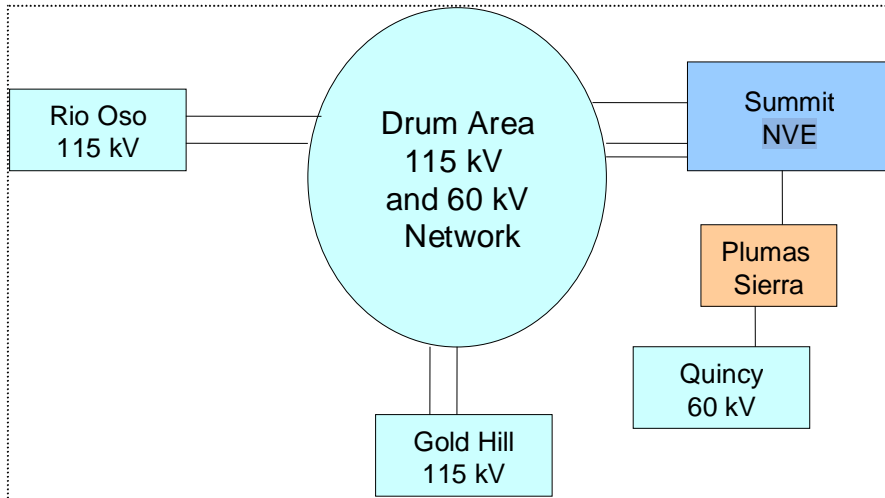 Rio Oso
115 kV
Drum Area
115 kV
and 60 kV
Network
Summit
NVE
Plumas
Sierra
Quincy
60 kV
Gold Hill
115 kV